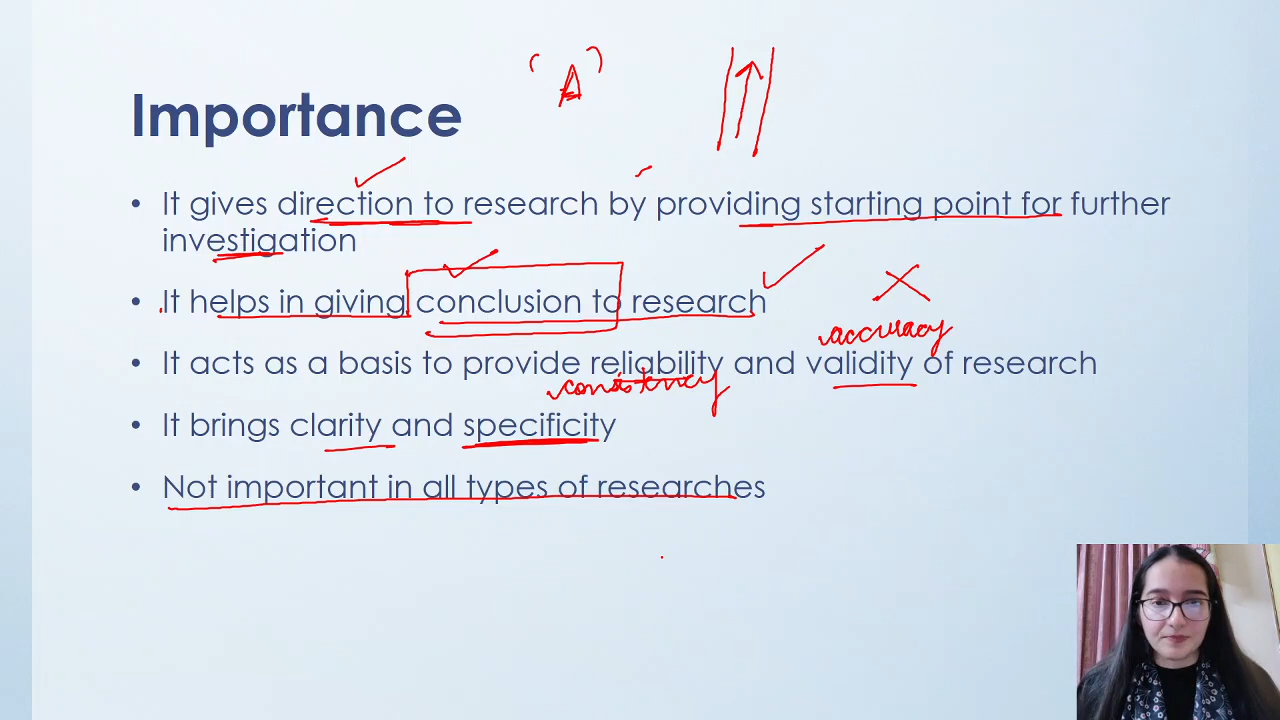 "A"
Importance
• It gives direction to research by providing starting point for further
investigation
• It helps in giving conclusion to research
accuracy
• It acts as a basis to provide reliability and validity of research
consistency
• It brings clarity and specificity
• Not important in all types of researches